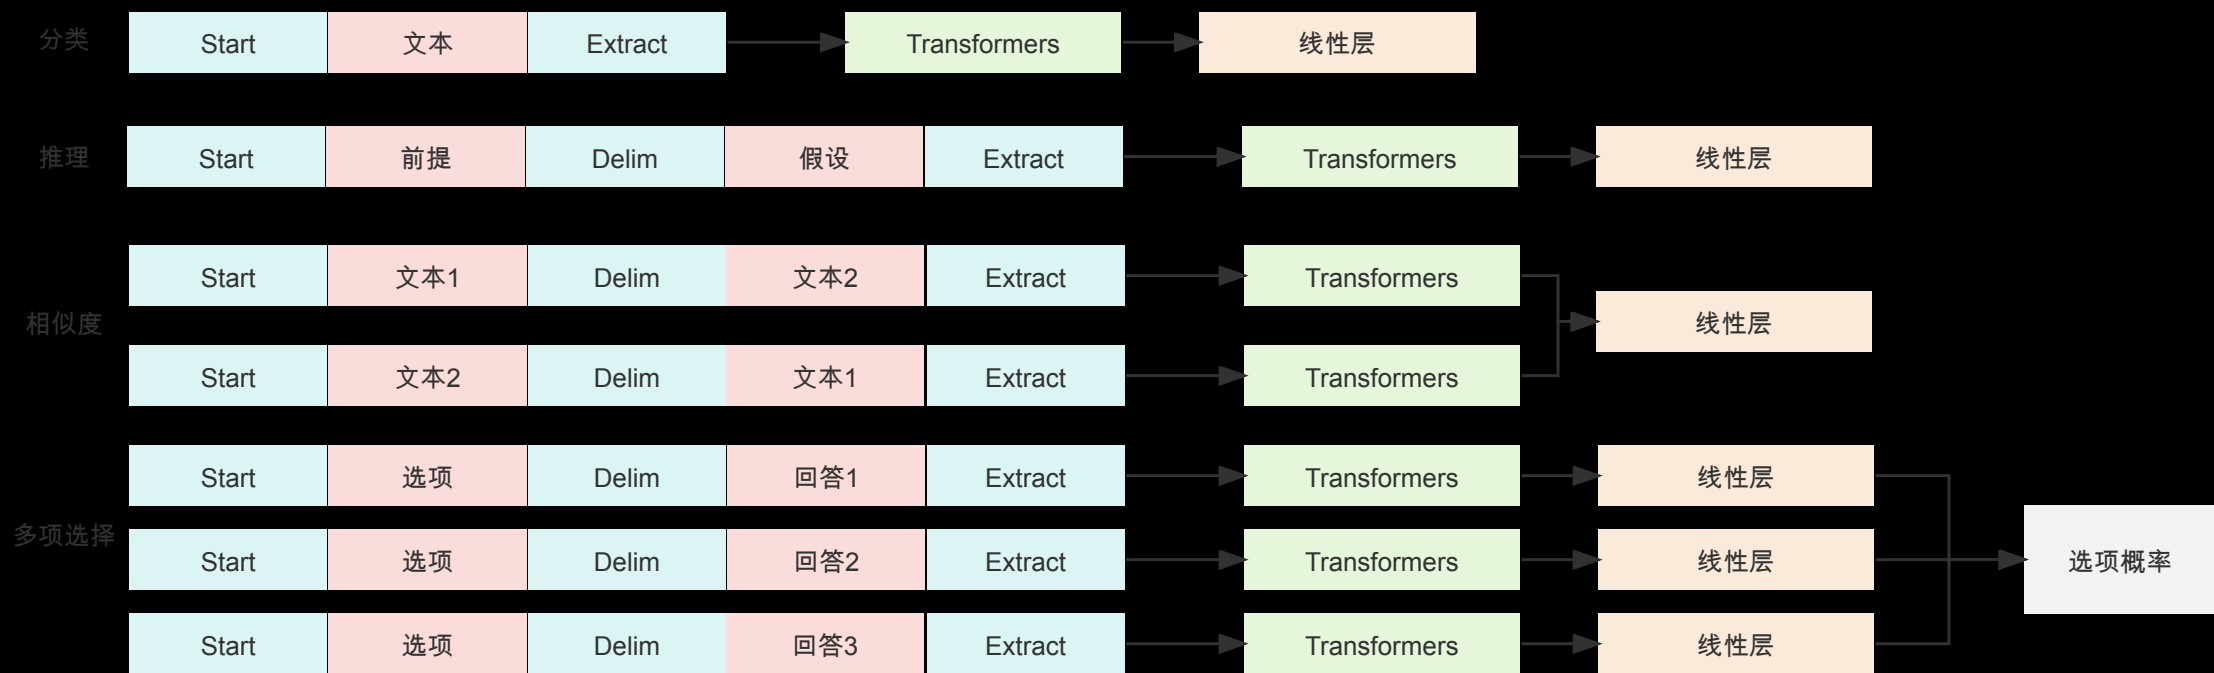 分类 Start 文本 Extract Transformers 线性层
推理 Start 前提 Delim 假设 Extract Transformers 线性层
Start 文本1 Delim 文本2 Extract Transformers
相似度 线性层
Start 文本2 Delim 文本1 Extract Transformers
Start 选项 Delim 回答1 Extract Transformers 线性层
多项选择
Start 选项 Delim 回答2 Extract Transformers 线性层 选项概率
Start 选项 Delim 回答3 Extract Transformers 线性层